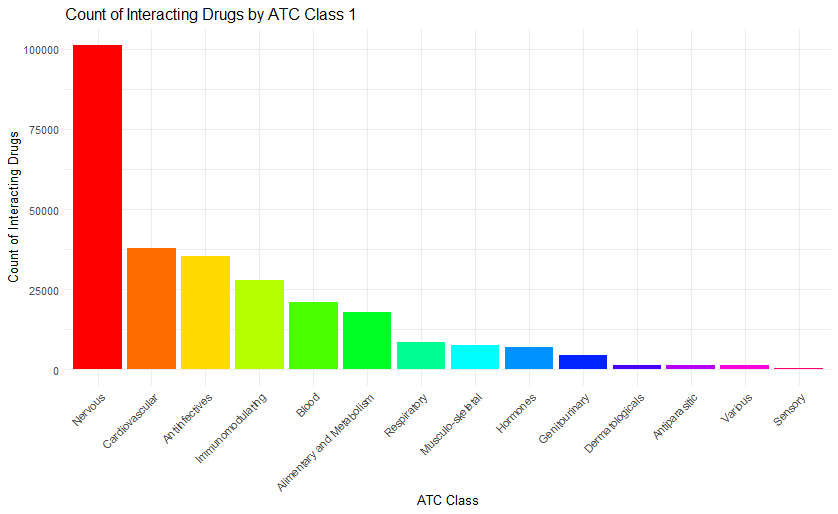 Count of Interacting Drugs by ATC Class 1
Count of Interacting Drugs
100000
75000
50000
25000
0
Nervous
Cardiovascular
Antiinfectives
Immunomodulating
Blood
Alimentary and Metabolism
Respiratory
Musculo-skeletal
Hormones
Genitourinary
Dermatologicals
Antiparasitic
Various
Sensory
ATC Class